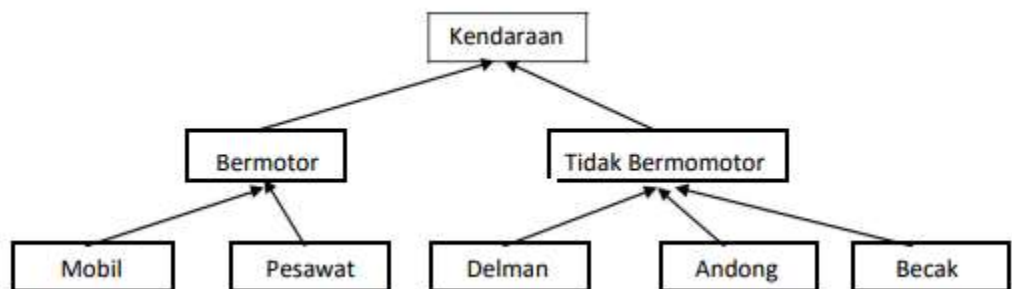 Kendaraan
Bermotor
Tidak Bermomotor
Mobil
Pesawat
Delman
Andong
Becak